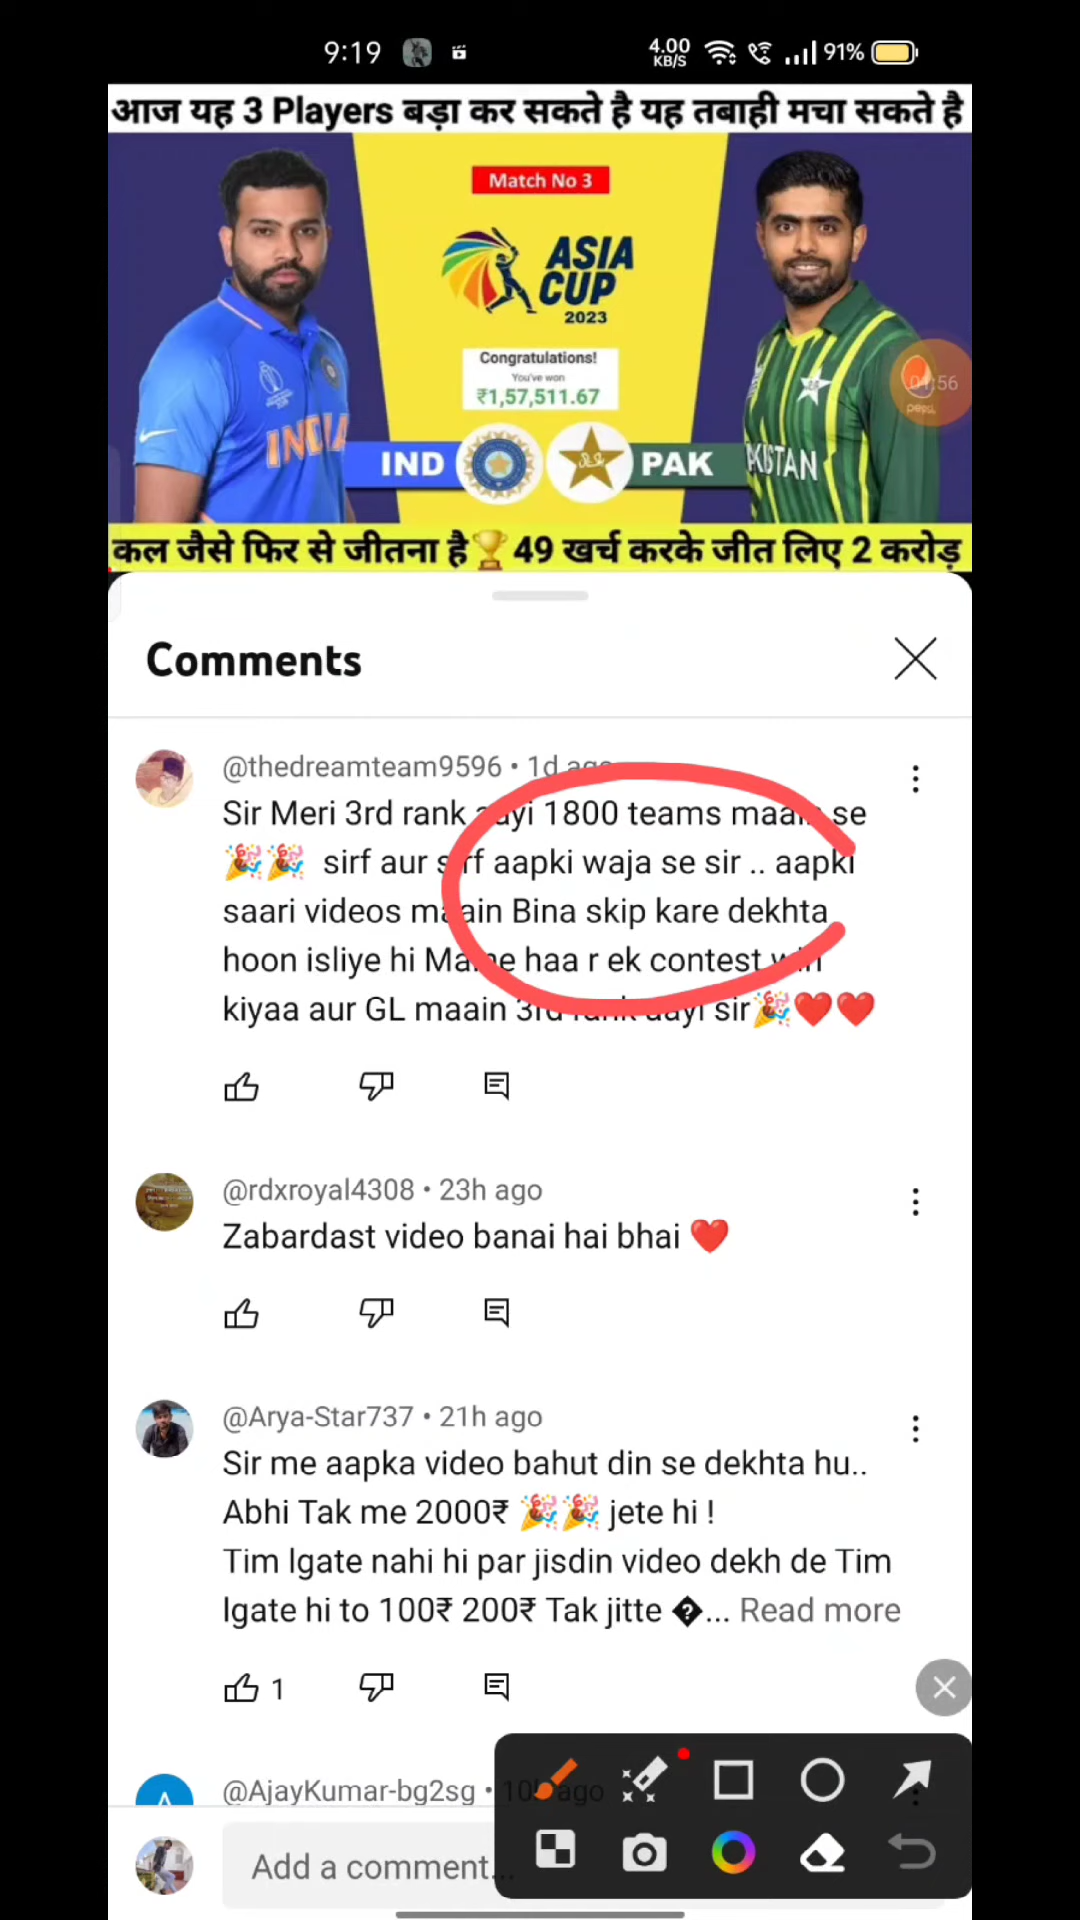 9:19
4.00 KB/S 91%
आज यह 3 Players बड़ा कर सकते है यह तबाही मचा सकते है
Match No 3
ASIA
CUP
2023
Congratulations!
You've won
₹1,57,511.67
01:56
pepsi
INDIA
IND
PAK
KISTAN
कल जैसे फिर से जीतना है🏆49 खर्च करके जीत लिए 2 करोड़
Comments
@thedreamteam9596 • 1d ago
Sir Meri 3rd rank aayi 1800 teams maain se
🎉🎉 sirf aur sirf aapki waja se sir .. aapki
saari videos maain Bina skip kare dekhta
hoon isliye hi Maine haa r ek contest win
kiyaa aur GL maain 3rd rank aayi sir🎉❤️❤️
@rdxroyal4308 • 23h ago
Zabardast video banai hai bhai ❤️
@Arya-Star737 • 21h ago
Sir me aapka video bahut din se dekhta hu..
Abhi Tak me 2000₹ 🎉🎉 jete hi !
Tim lgate nahi hi par jisdin video dekh de Tim
lgate hi to 100₹ 200₹ Tak jitte �... Read more
1
A
@AjayKumar-bg2sg • 10h ago
Add a comment...